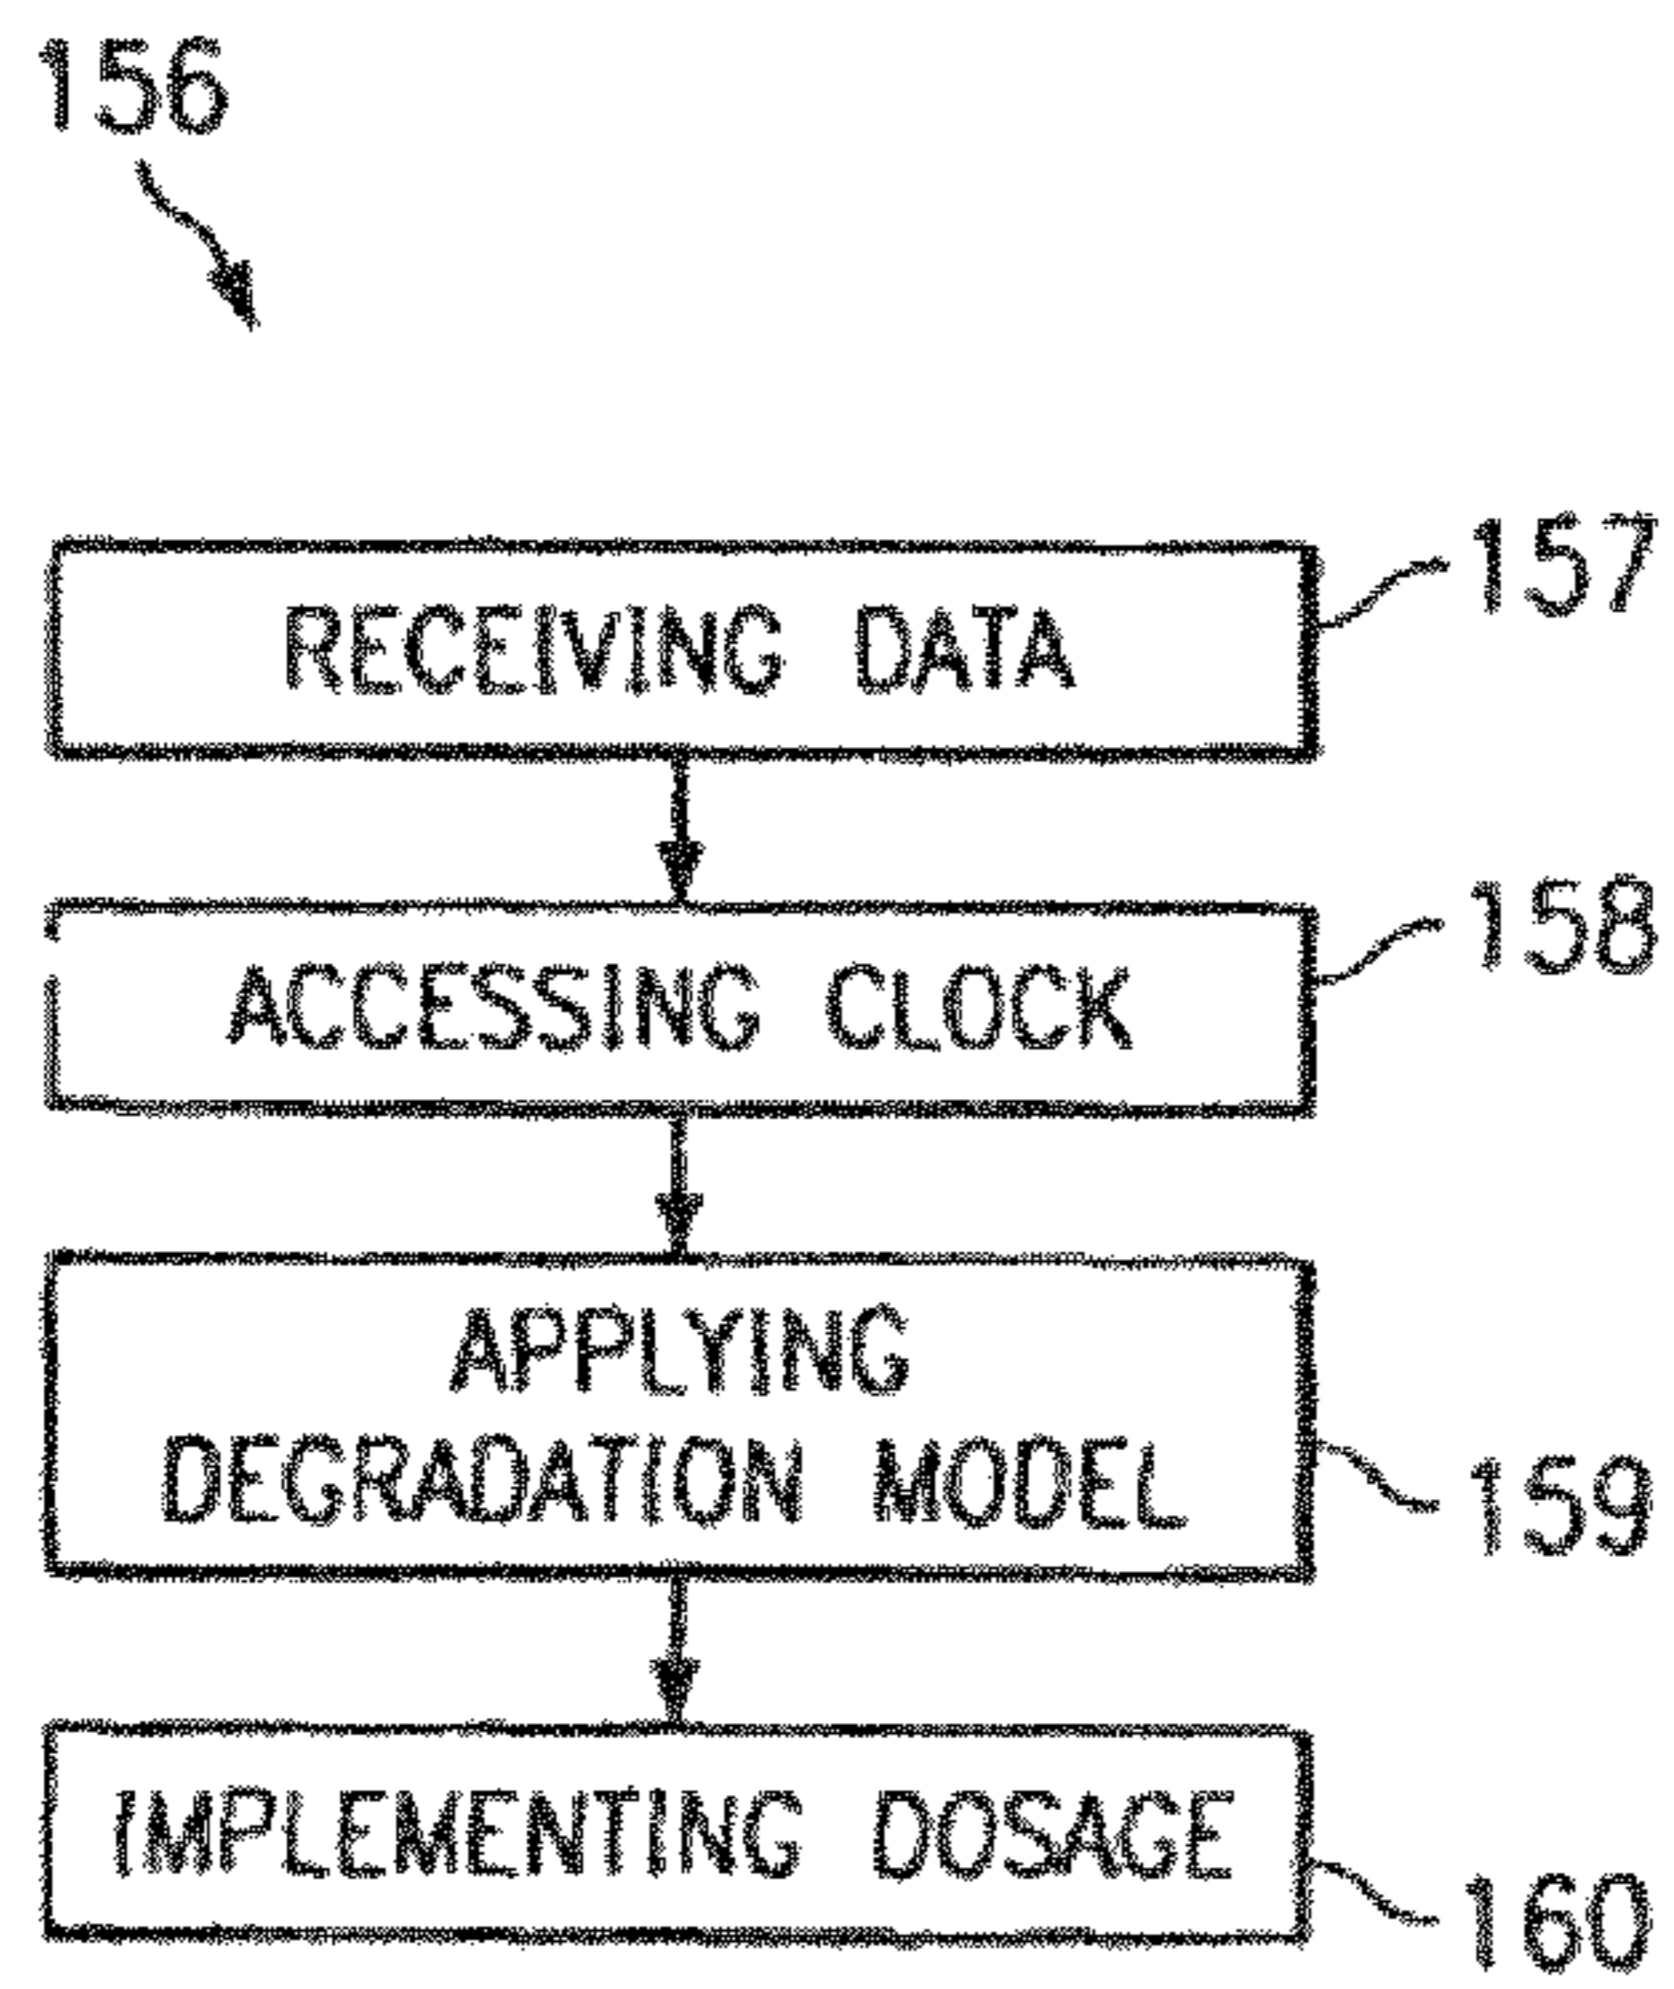 156
RECEIVING DATA
157
ACCESSING CLOCK
158
APPLYING
DEGRADATION MODEL
159
IMPLEMENTING DOSAGE
160